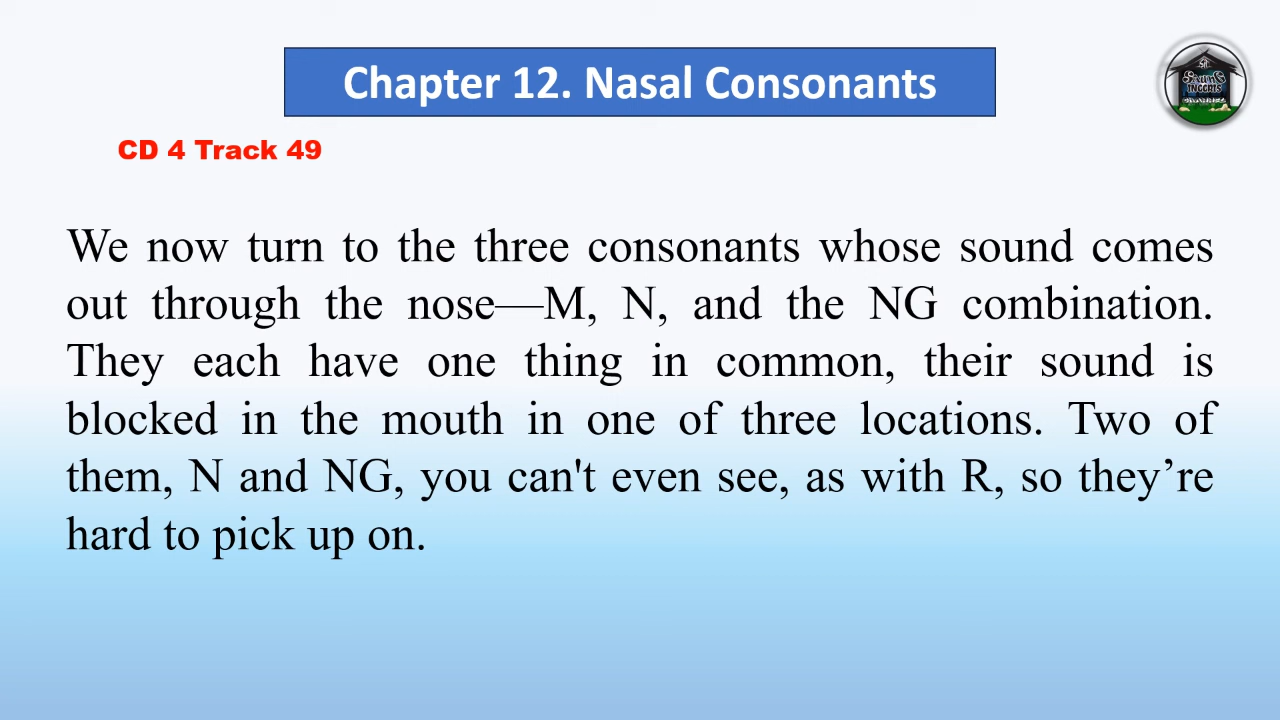 Chapter 12. Nasal Consonants
CD 4 Track 49
We now turn to the three consonants whose sound comes
out through the nose—M, N, and the NG combination.
They each have one thing in common, their sound is
blocked in the mouth in one of three locations. Two of
them, N and NG, you can't even see, as with R, so they’re
hard to pick up on.